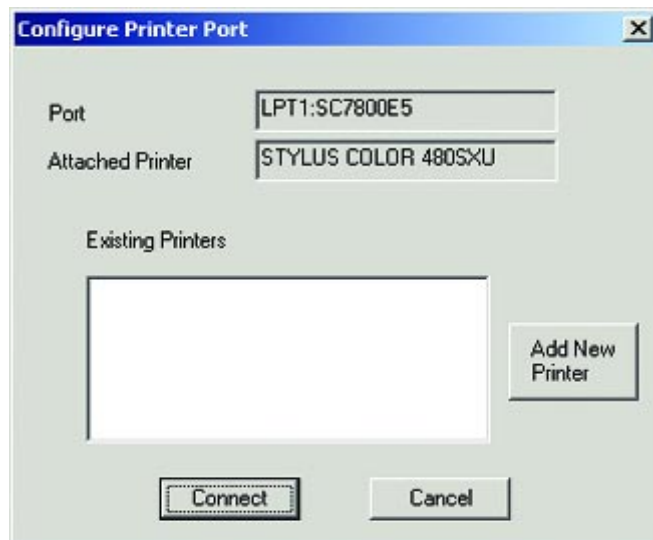 Configure Printer Port
Port
LPT1:SC7800E5
Attached Printer
STYLUS COLOR 480SXU
Existing Printers
Add New
Printer
Connect
Cancel